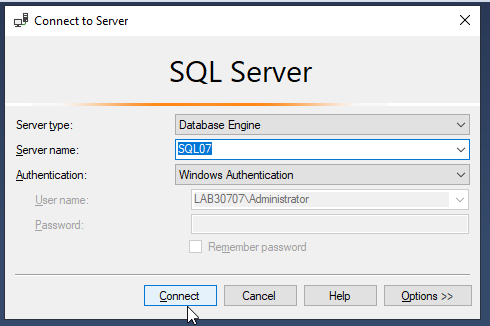 Connect to Server
SQL Server
Server type: Database Engine
Server name: SQL07
Authentication: Windows Authentication
User name: LAB30707\Administrator
Password:
Remember password
Connect Cancel Help Options >>